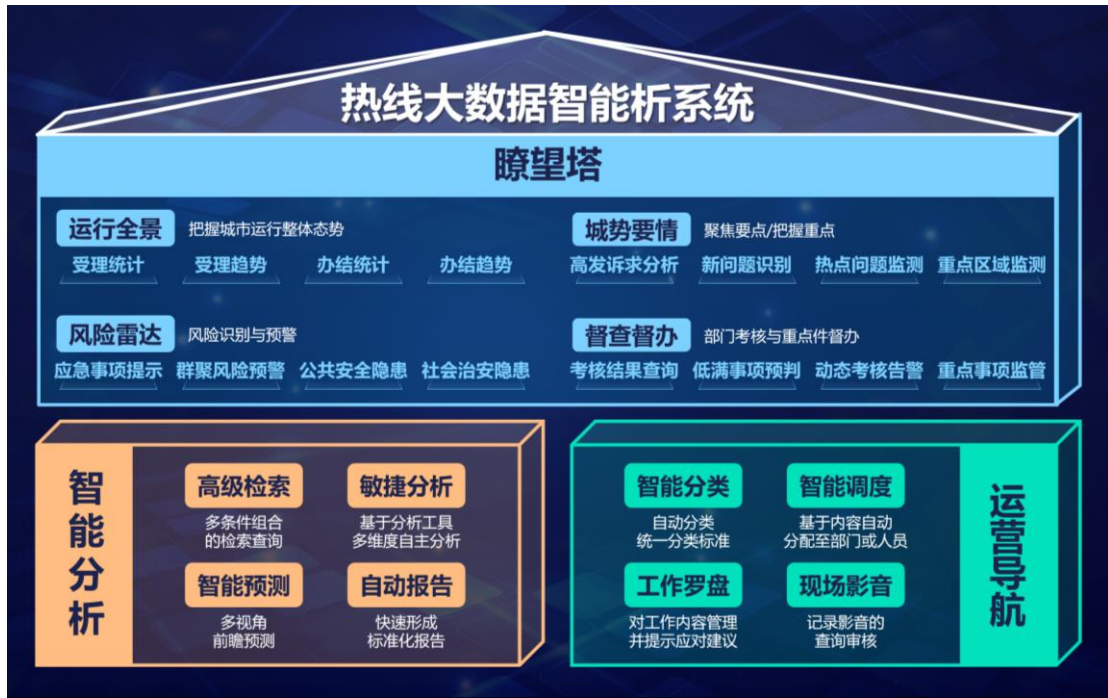 热线大数据智能析系统
瞭望塔
运行全景 把握城市运行整体态势
受理统计 受理趋势 办结统计 办结趋势
城势要情 聚焦要点/把握重点
高发诉求分析 新问题识别 热点问题监测 重点区域监测
风险雷达 风险识别与预警
应急事项提示 群聚风险预警 公共安全隐患 社会治安隐患
督查督办 部门考核与重点件督办
考核结果查询 低满事项预判 动态考核告警 重点事项监管
智能分析
高级检索
多条件组合
的检索查询
敏捷分析
基于分析工具
多维度自主分析
智能预测
多视角
前瞻预测
自动报告
快速形成
标准化报告
智能分类
自动分类
统一分类标准
智能调度
基于内容自动
分配至部门或人员
工作罗盘
对工作内容管理
并提示应对建议
现场影音
记录影音的
查询审核
运营导航